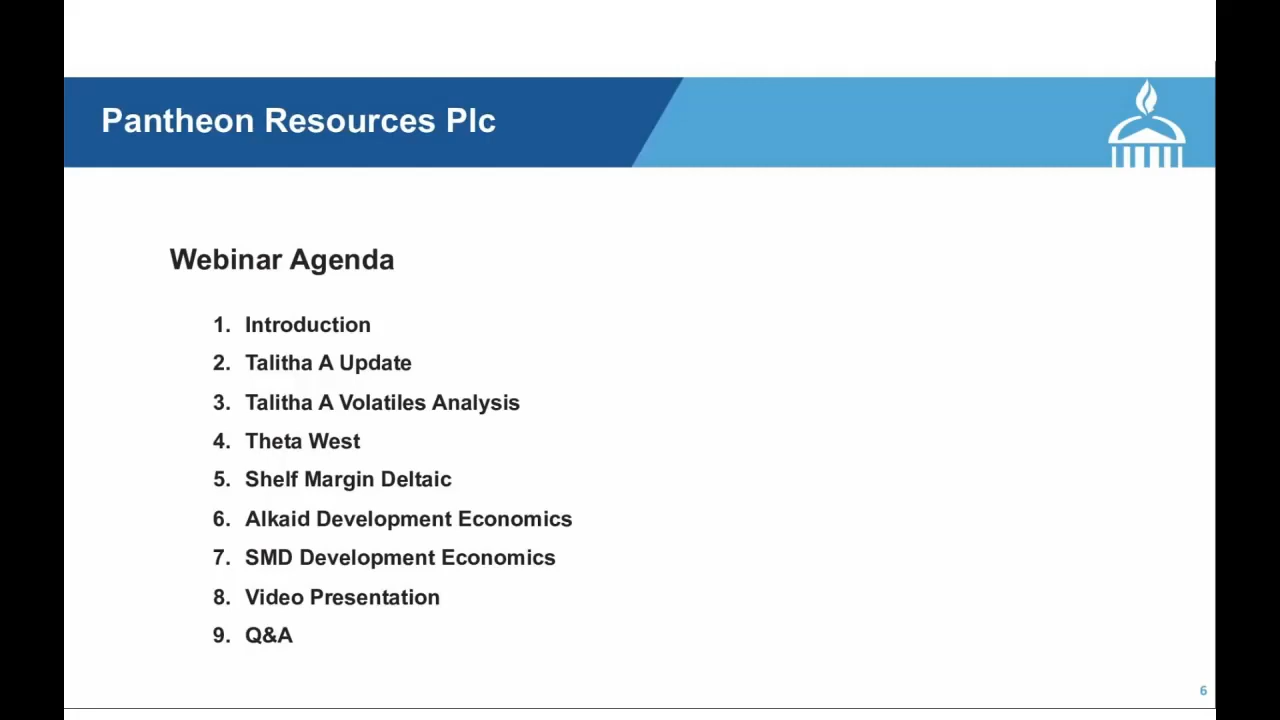 Pantheon Resources Plc
Webinar Agenda
1. Introduction
2. Talitha A Update
3. Talitha A Volatiles Analysis
4. Theta West
5. Shelf Margin Deltaic
6. Alkaid Development Economics
7. SMD Development Economics
8. Video Presentation
9. Q&A
6